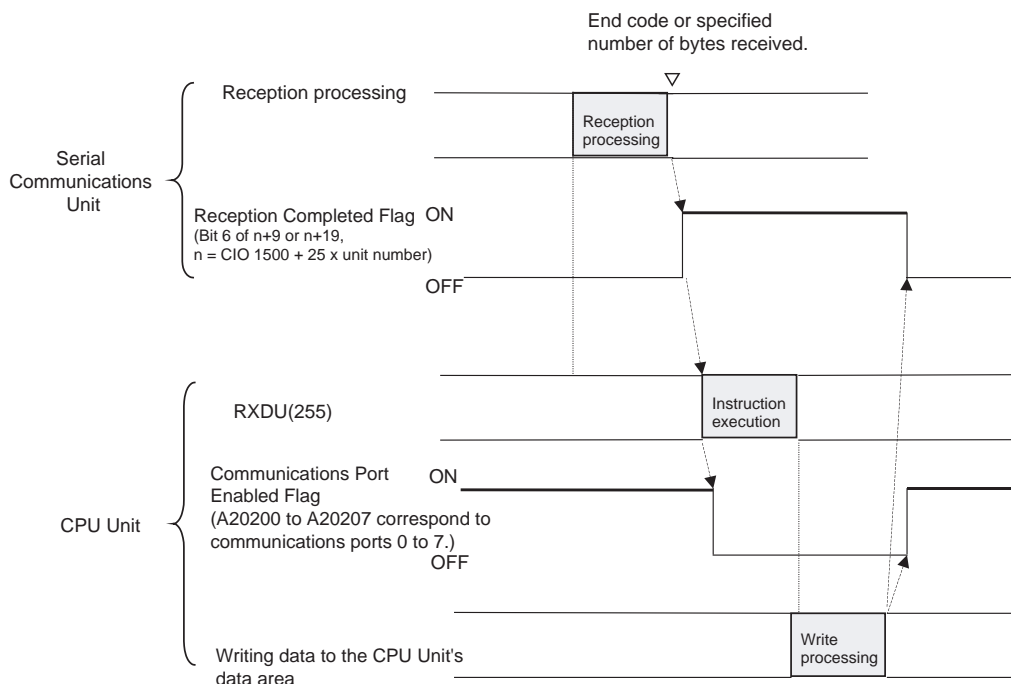 End code or specified
number of bytes received.
Reception processing
Reception
processing
Serial
Communications
Unit
Reception Completed Flag
(Bit 6 of n+9 or n+19,
n = CIO 1500 + 25 x unit number)
ON
OFF
RXDU(255)
Instruction
execution
Communications Port
Enabled Flag
(A20200 to A20207 correspond to
communications ports 0 to 7.)
ON
OFF
CPU Unit
Write
processing
Writing data to the CPU Unit's
data area